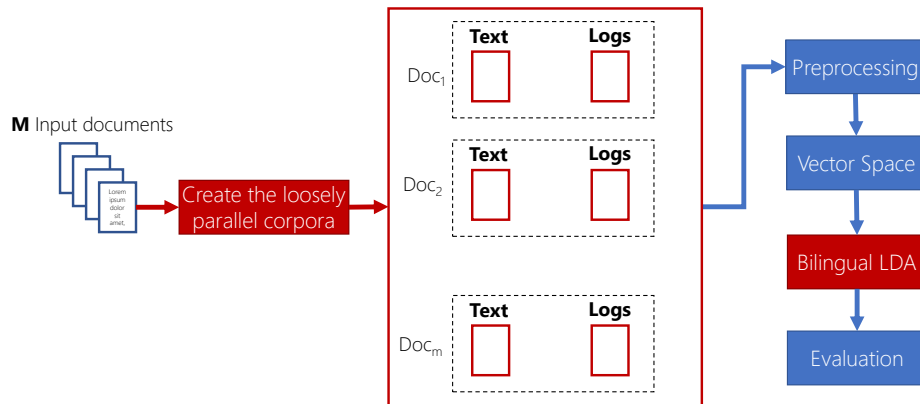 M Input documents
Lorem
ipsum
dolor
sit
amet,
Create the loosely
parallel corpora
Text Logs
Doc1
Text Logs
Doc2
Text Logs
Docm
Preprocessing
Vector Space
Bilingual LDA
Evaluation